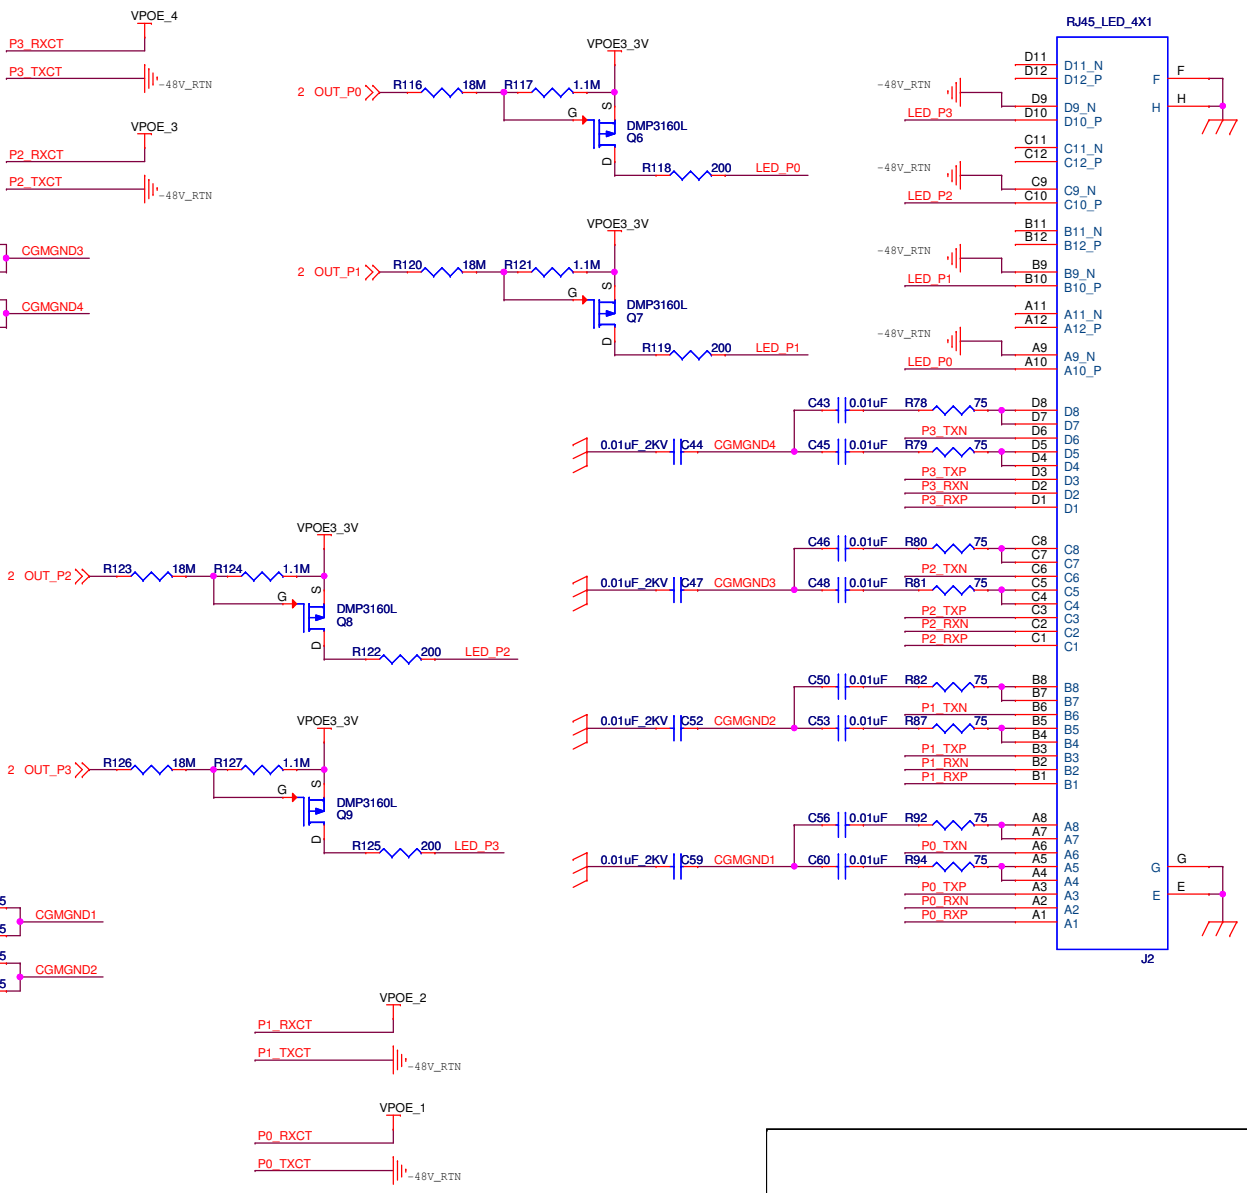 VPOE_4
P3_RXCT
P3_TXCT
-48V_RTN
VPOE_3
P2_RXCT
P2_TXCT
-48V_RTN
CGMGND3
CGMGND4
VPOE3_3V
2 OUT_P0 R116 18M R117 1.1M
S
G
DMP3160L
Q6
D
R118 200 LED_P0
VPOE3_3V
2 OUT_P1 R120 18M R121 1.1M
S
G
DMP3160L
Q7
D
R119 200 LED_P1
VPOE3_3V
2 OUT_P2 R123 18M R124 1.1M
S
G
DMP3160L
Q8
D
R122 200 LED_P2
VPOE3_3V
2 OUT_P3 R126 18M R127 1.1M
S
G
DMP3160L
Q9
D
R125 200 LED_P3
5
CGMGND1
5
5
CGMGND2
5
VPOE_2
P1_RXCT
P1_TXCT
-48V_RTN
VPOE_1
P0_RXCT
P0_TXCT
-48V_RTN
RJ45_LED_4X1
D11 D11_N
D12 D12_P
F F
-48V_RTN
D9 D9_N
H H
LED_P3 D10 D10_P
C11 C11_N
C12 C12_P
-48V_RTN
C9 C9_N
LED_P2 C10 C10_P
B11 B11_N
B12 B12_P
-48V_RTN
B9 B9_N
LED_P1 B10 B10_P
A11 A11_N
A12 A12_P
-48V_RTN
A9 A9_N
LED_P0 A10 A10_P
C43 0.01uF R78 75 D8 D8
D7 D7
P3_TXN D6 D6
0.01uF_2KV C44 CGMGND4 C45 0.01uF R79 75 D5 D5
D4 D4
P3_TXP D3 D3
P3_RXN D2 D2
P3_RXP D1 D1
C46 0.01uF R80 75 C8 C8
C7 C7
P2_TXN C6 C6
0.01uF_2KV C47 CGMGND3 C48 0.01uF R81 75 C5 C5
C4 C4
P2_TXP C3 C3
P2_RXN C2 C2
P2_RXP C1 C1
C50 0.01uF R82 75 B8 B8
B7 B7
P1_TXN B6 B6
0.01uF_2KV C52 CGMGND2 C53 0.01uF R87 75 B5 B5
B4 B4
P1_TXP B3 B3
P1_RXN B2 B2
P1_RXP B1 B1
C56 0.01uF R92 75 A8 A8
A7 A7
P0_TXN A6 A6
0.01uF_2KV C59 CGMGND1 C60 0.01uF R94 75 A5 A5
G G
A4 A4
P0_TXP A3 A3
E E
P0_RXN A2 A2
P0_RXP A1 A1
J2